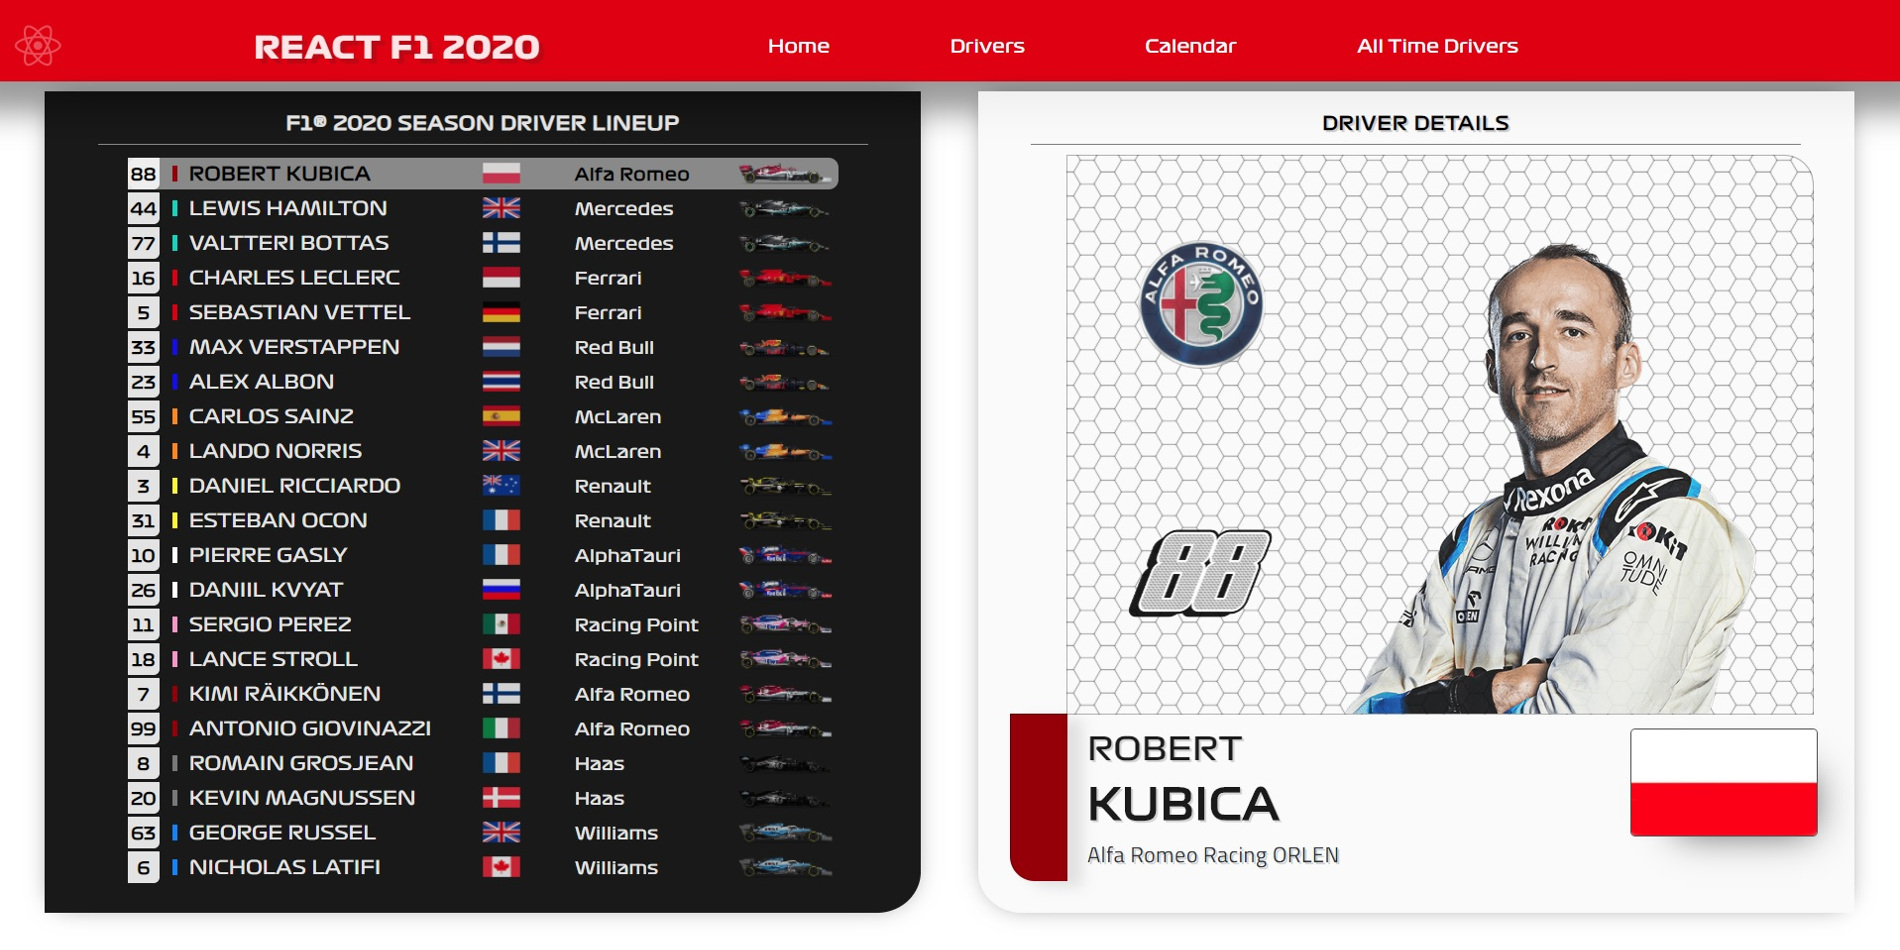 REACT F1 2020
Home
Drivers
Calendar
All Time Drivers
F1® 2020 SEASON DRIVER LINEUP
88 ROBERT KUBICA Alfa Romeo
44 LEWIS HAMILTON Mercedes
77 VALTTERI BOTTAS Mercedes
16 CHARLES LECLERC Ferrari
5 SEBASTIAN VETTEL Ferrari
33 MAX VERSTAPPEN Red Bull
23 ALEX ALBON Red Bull
55 CARLOS SAINZ McLaren
4 LANDO NORRIS McLaren
3 DANIEL RICCIARDO Renault
31 ESTEBAN OCON Renault
10 PIERRE GASLY AlphaTauri
26 DANIIL KVYAT AlphaTauri
11 SERGIO PEREZ Racing Point
18 LANCE STROLL Racing Point
7 KIMI RÄIKKÖNEN Alfa Romeo
99 ANTONIO GIOVINAZZI Alfa Romeo
8 ROMAIN GROSJEAN Haas
20 KEVIN MAGNUSSEN Haas
63 GEORGE RUSSEL Williams
6 NICHOLAS LATIFI Williams
DRIVER DETAILS
ALFA ROMEO
88
Rexona
ROKiT
OMNI
TUDE
RACING
AMG
ORLEN
ROBERT
KUBICA
Alfa Romeo Racing ORLEN